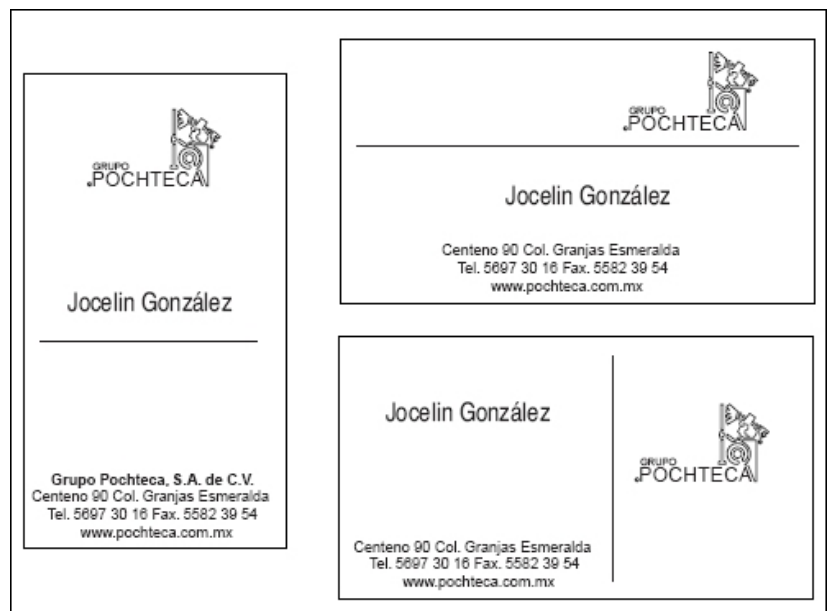 GRUPO
POCHTECA
Jocelin González
Grupo Pochteca, S.A. de C.V.
Centeno 90 Col. Granjas Esmeralda
Tel. 5697 30 16 Fax. 5582 39 54
www.pochteca.com.mx
GRUPO
POCHTECA
Jocelin González
Centeno 90 Col. Granjas Esmeralda
Tel. 5697 30 16 Fax. 5582 39 54
www.pochteca.com.mx
Jocelin González
GRUPO
POCHTECA
Centeno 90 Col. Granjas Esmeralda
Tel. 5697 30 16 Fax. 5582 39 54
www.pochteca.com.mx